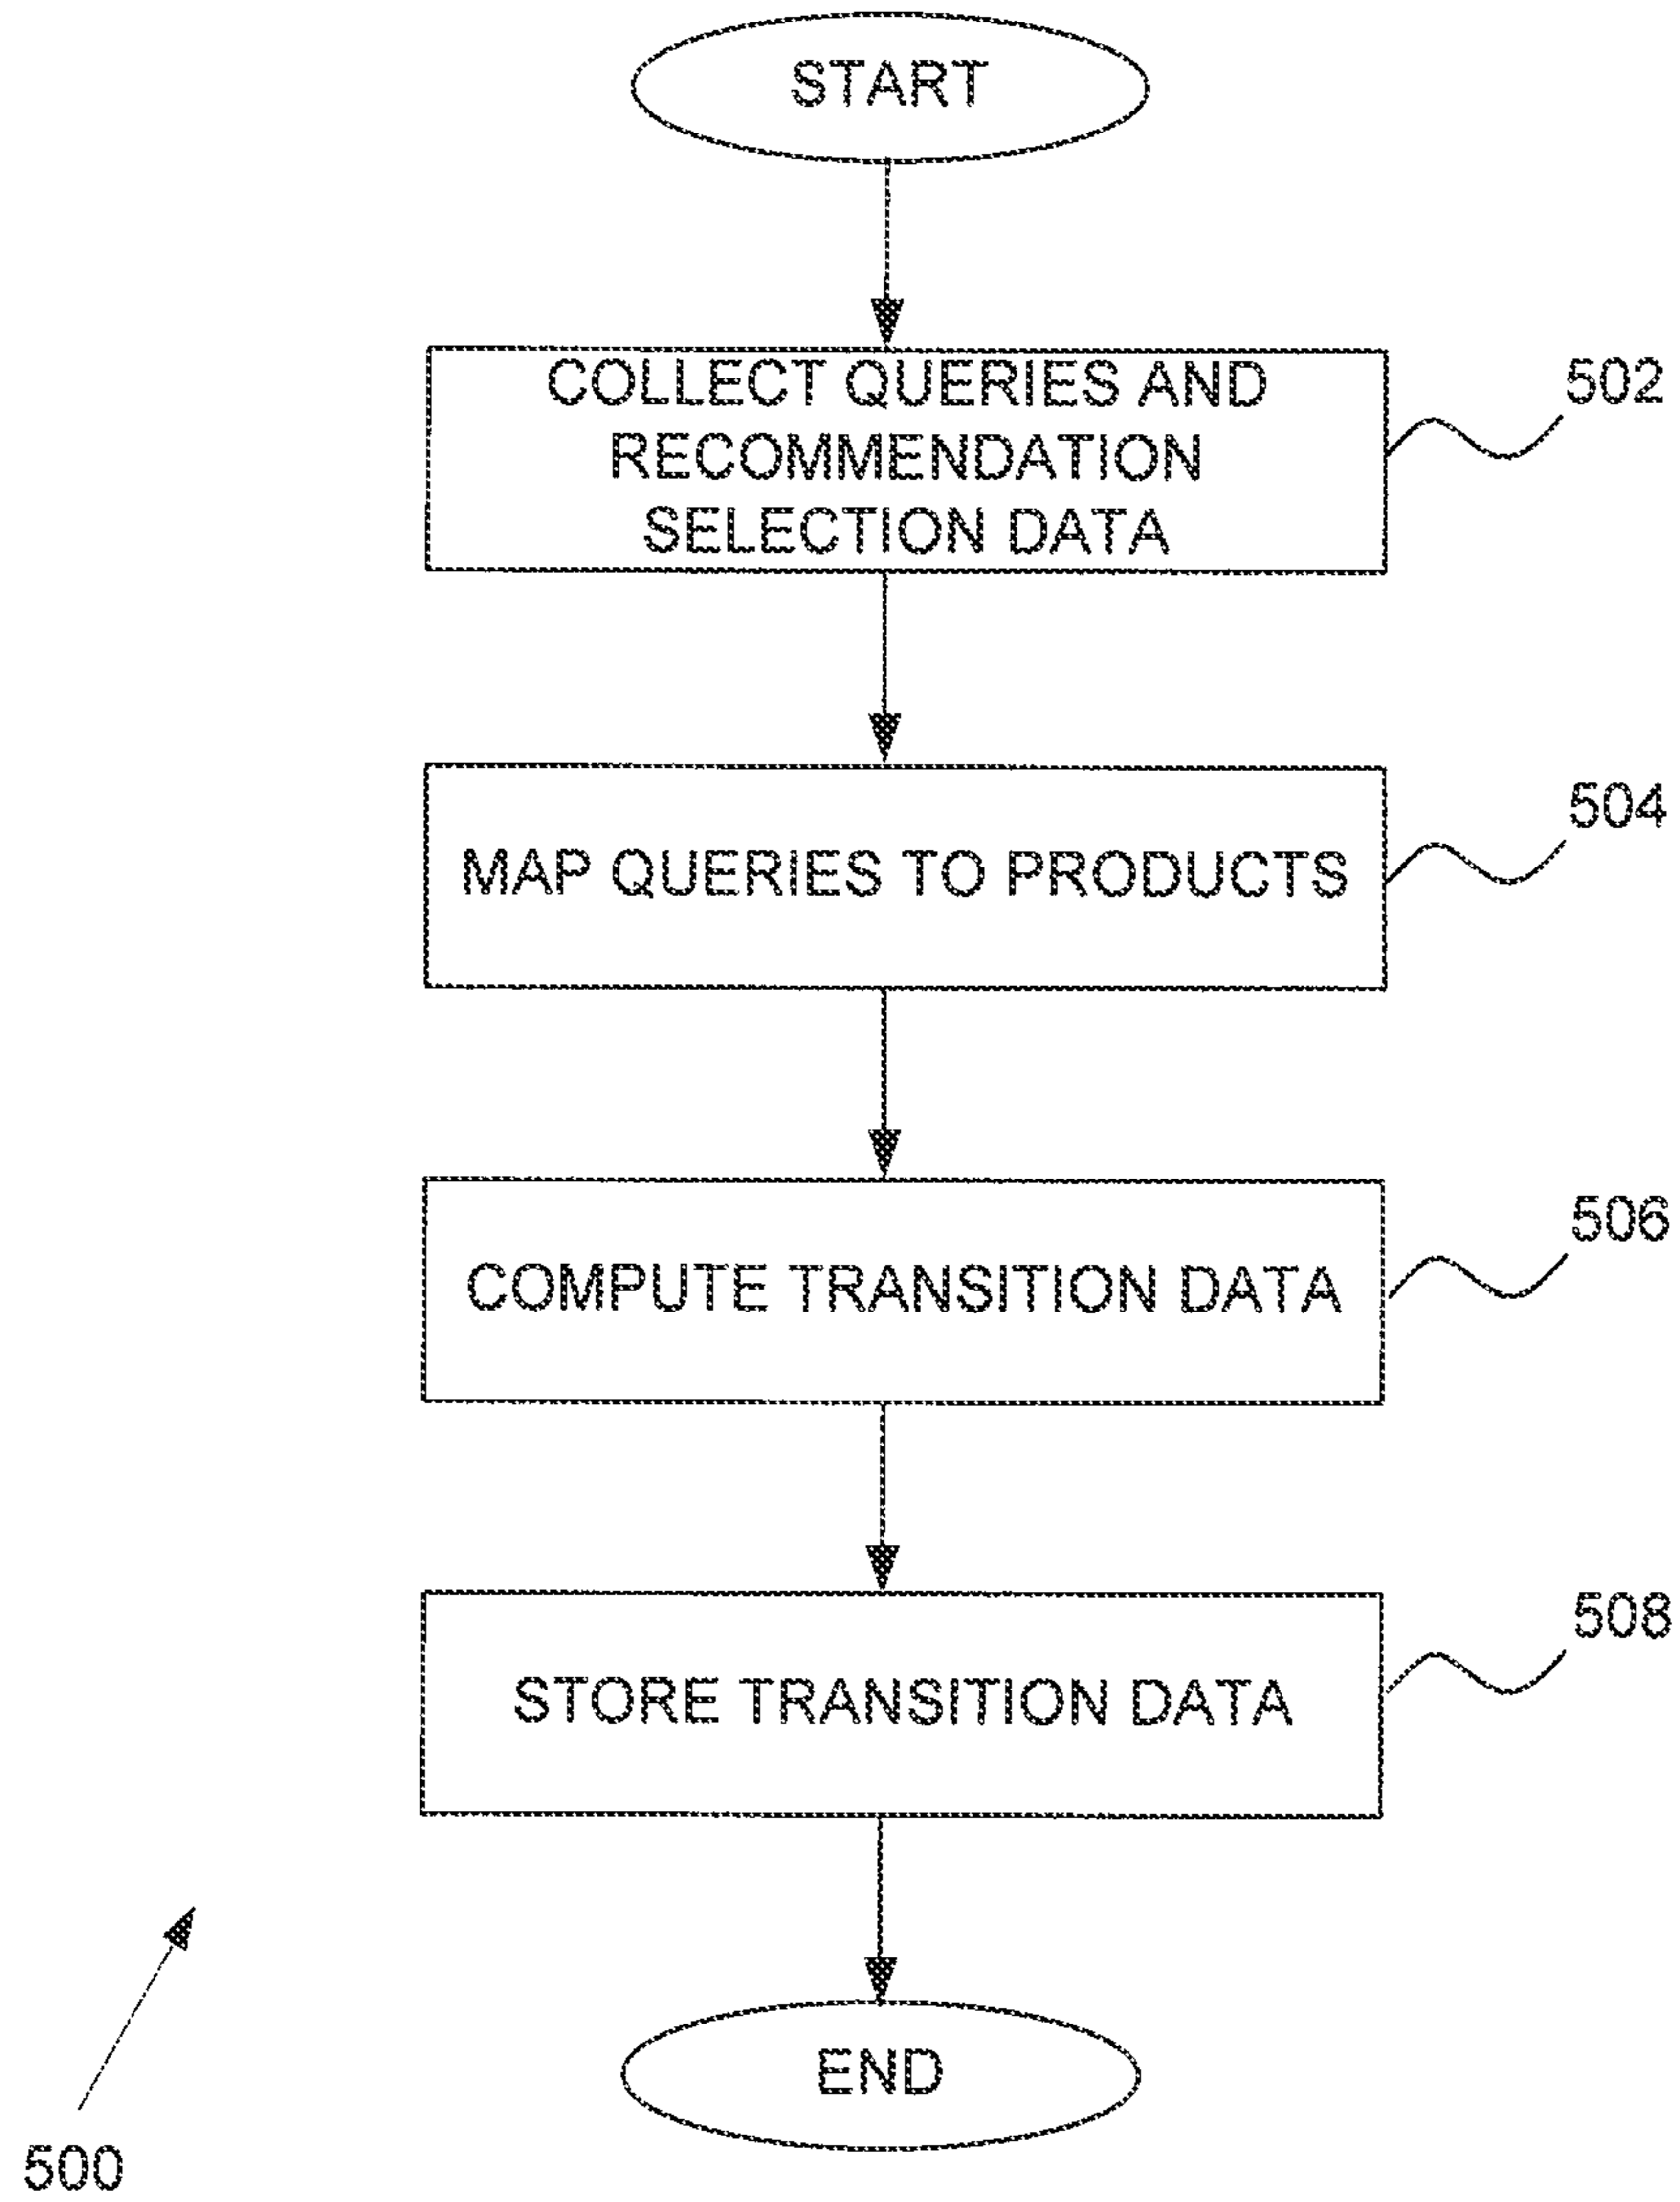 START
COLLECT QUERIES AND
RECOMMENDATION
SELECTION DATA
502
MAP QUERIES TO PRODUCTS
504
COMPUTE TRANSITION DATA
506
STORE TRANSITION DATA
508
END
500